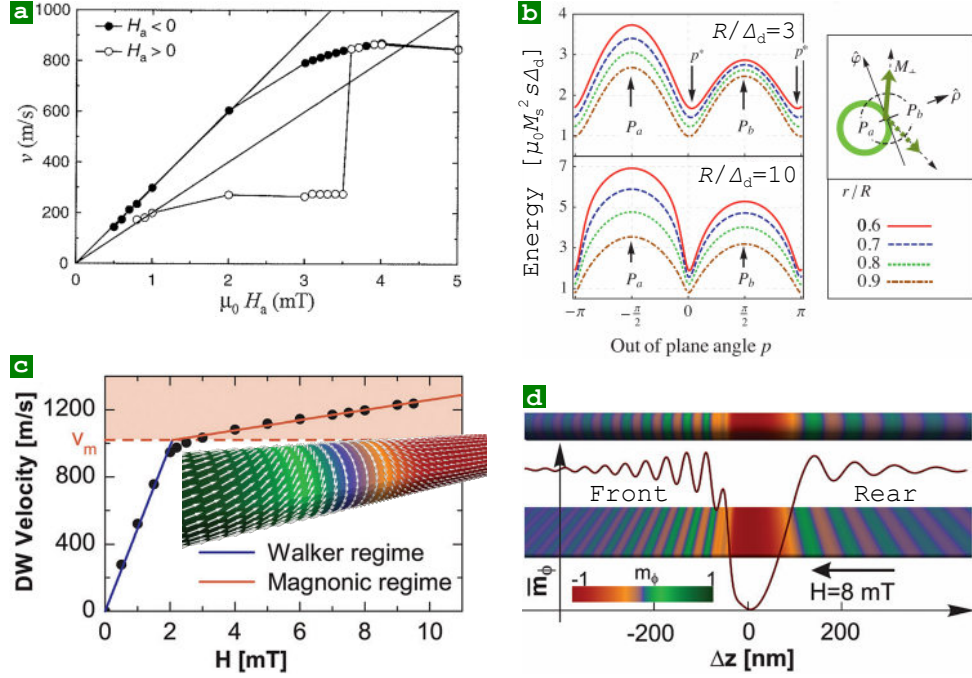 a
H_a < 0
H_a > 0
1000
800
600
400
200
0
v (m/s)
0
1
2
3
4
5
μ_0 H_a (mT)
b
R/Δ_d=3
4
3
2
1
p*
p*
P_a
P_b
R/Δ_d=10
7
5
3
1
P_a
P_b
Energy [μ_0 M_s^2 s Δ_d]
-π
-π/2
0
π/2
π
Out of plane angle p
φ̂
M_⊥
ρ̂
P_a
P_b
r/R
0.6
0.7
0.8
0.9
c
1200
v_m
800
400
0
DW Velocity [m/s]
Walker regime
Magnonic regime
0
2
4
6
8
10
H [mT]
d
Front
Rear
m̄_ϕ
-1
m_ϕ
1
H=8 mT
-200
0
200
Δz [nm]